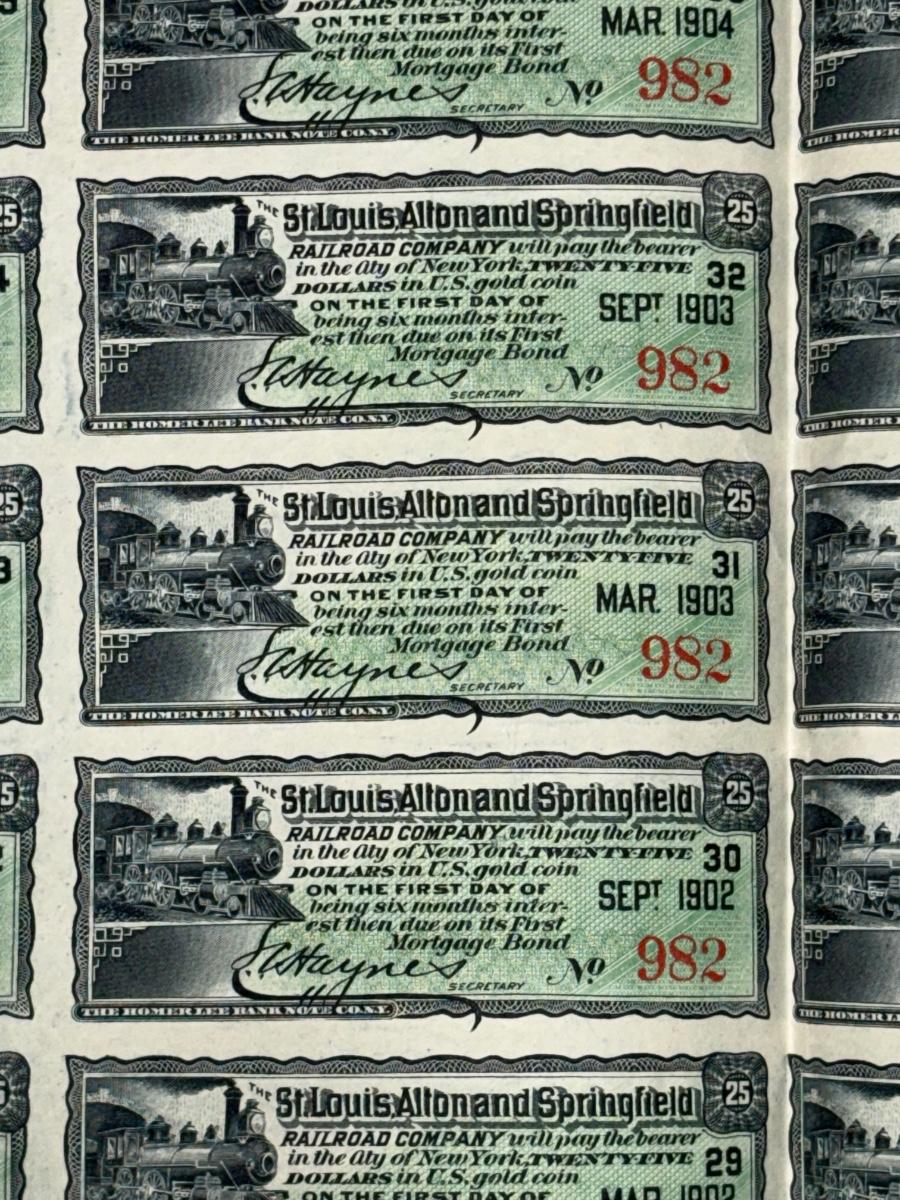 DOLLARS in U.S. gold coin
ON THE FIRST DAY OF
MAR. 1904
being six months inter-
est then due on its First
Mortgage Bond
Nº 982
SECRETARY
THE HOMER LEE BANK NOTE CO. N.Y.
THE St. Louis, Alton and Springfield 25
RAILROAD COMPANY will pay the bearer
in the City of New York, TWENTY-FIVE 32
DOLLARS in U.S. gold coin
ON THE FIRST DAY OF SEPT. 1903
being six months inter-
est then due on its First
Mortgage Bond
Nº 982
SECRETARY
THE HOMER LEE BANK NOTE CO. N.Y.
THE St. Louis, Alton and Springfield 25
RAILROAD COMPANY will pay the bearer
in the City of New York, TWENTY-FIVE 31
DOLLARS in U.S. gold coin
ON THE FIRST DAY OF MAR. 1903
being six months inter-
est then due on its First
Mortgage Bond
Nº 982
SECRETARY
THE HOMER LEE BANK NOTE CO. N.Y.
THE St. Louis, Alton and Springfield 25
RAILROAD COMPANY will pay the bearer
in the City of New York, TWENTY-FIVE 30
DOLLARS in U.S. gold coin
ON THE FIRST DAY OF SEPT. 1902
being six months inter-
est then due on its First
Mortgage Bond
Nº 982
SECRETARY
THE HOMER LEE BANK NOTE CO. N.Y.
THE St. Louis, Alton and Springfield 25
RAILROAD COMPANY will pay the bearer
in the City of New York, TWENTY-FIVE 29
DOLLARS in U.S. gold coin
ON THE FIRST DAY OF MAR. 1902